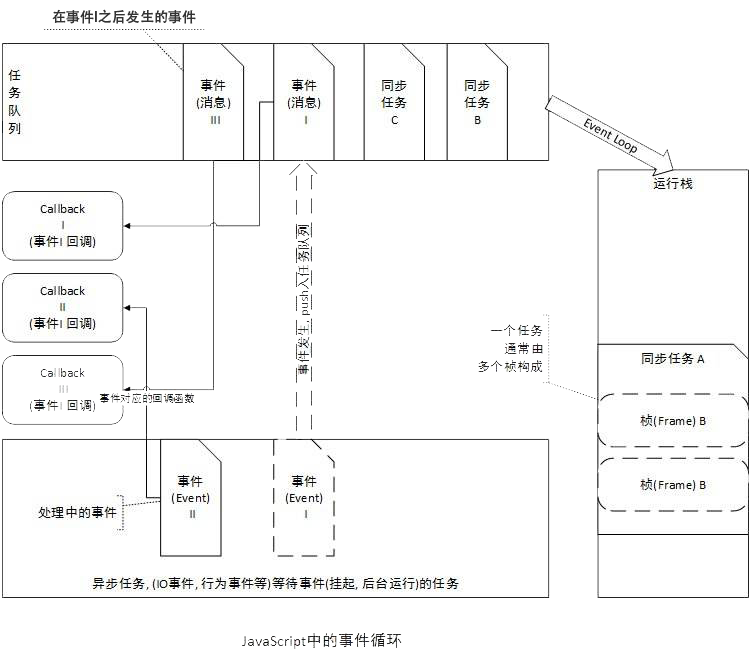 在事件I之后发生的事件
任
务
队
列
事件
(消息)
III
事件
(消息)
I
同步
任务
C
同步
任务
B
Event Loop
运行栈
Callback
I
(事件I 回调)
Callback
II
(事件I 回调)
Callback
III
(事件I 回调)
事件对应的回调函数
事件发生, push入任务队列
一个任务
通常由
多个桢构成
同步任务 A
桢(Frame) B
桢(Frame) B
事件
(Event)
II
事件
(Event)
I
处理中的事件
异步任务, (IO事件, 行为事件等)等待事件(挂起, 后台运行)的任务
JavaScript中的事件循环